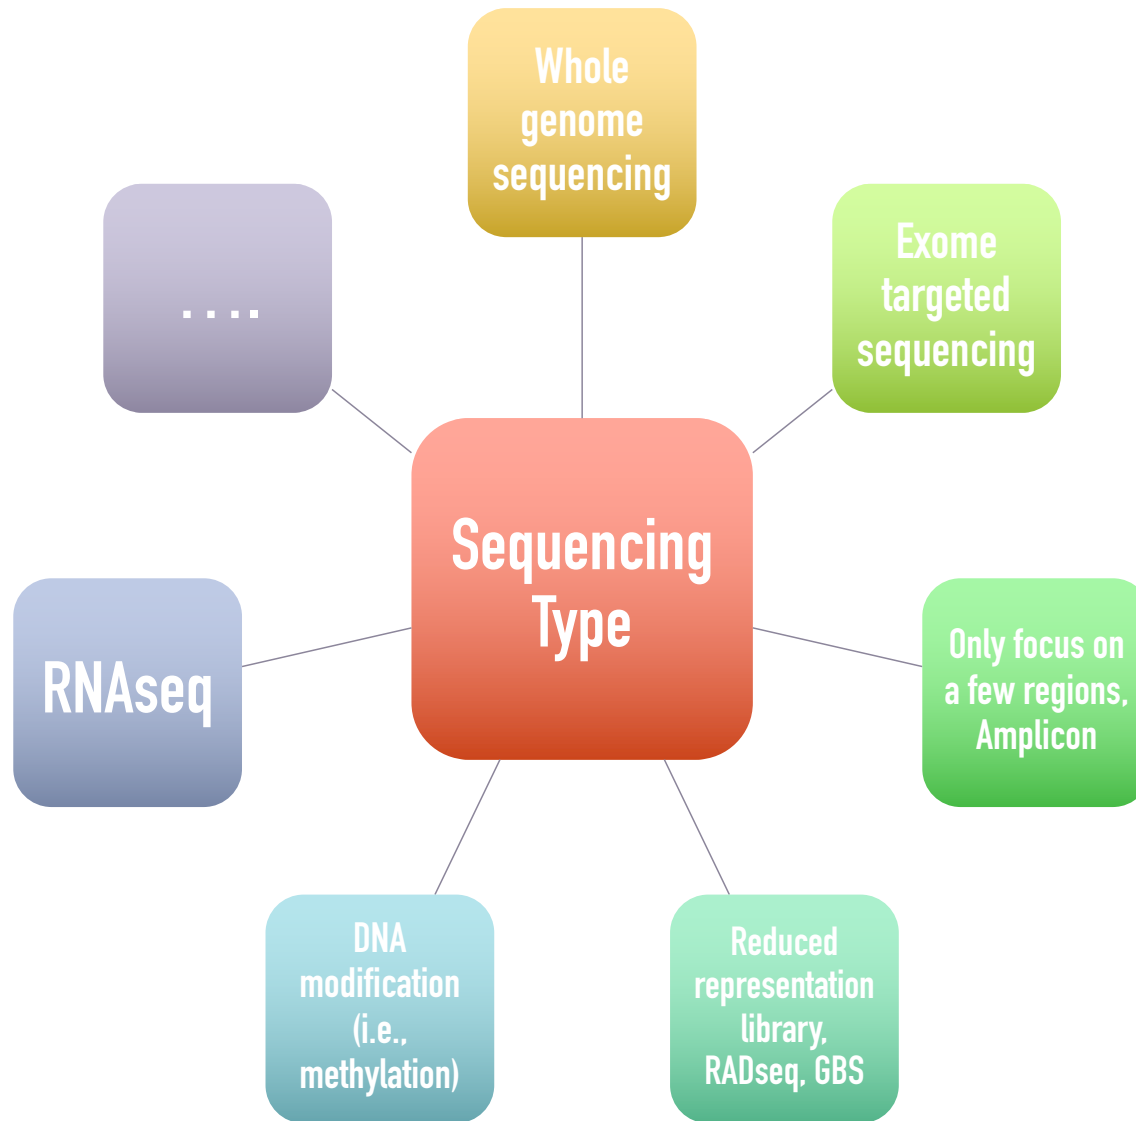 Whole
genome
sequencing
Exome
targeted
sequencing
. . . .
Sequencing
Type
Only focus on
a few regions,
Amplicon
RNAseq
DNA
modification
(i.e.,
methylation)
Reduced
representation
library,
RADseq, GBS